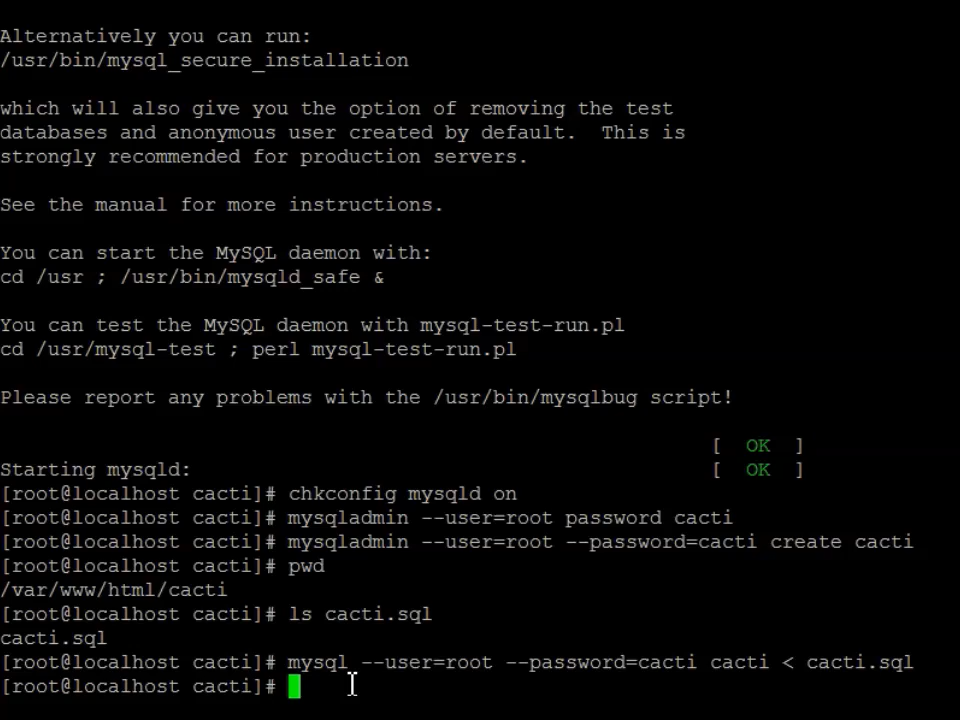 Alternatively you can run:
/usr/bin/mysql_secure_installation
which will also give you the option of removing the test
databases and anonymous user created by default.  This is
strongly recommended for production servers.
See the manual for more instructions.
You can start the MySQL daemon with:
cd /usr ; /usr/bin/mysqld_safe &
You can test the MySQL daemon with mysql-test-run.pl
cd /usr/mysql-test ; perl mysql-test-run.pl
Please report any problems with the /usr/bin/mysqlbug script!
[  OK  ]
Starting mysqld:                                           [  OK  ]
[root@localhost cacti]# chkconfig mysqld on
[root@localhost cacti]# mysqladmin --user=root password cacti
[root@localhost cacti]# mysqladmin --user=root --password=cacti create cacti
[root@localhost cacti]# pwd
/var/www/html/cacti
[root@localhost cacti]# ls cacti.sql
cacti.sql
[root@localhost cacti]# mysql --user=root --password=cacti cacti < cacti.sql
[root@localhost cacti]#